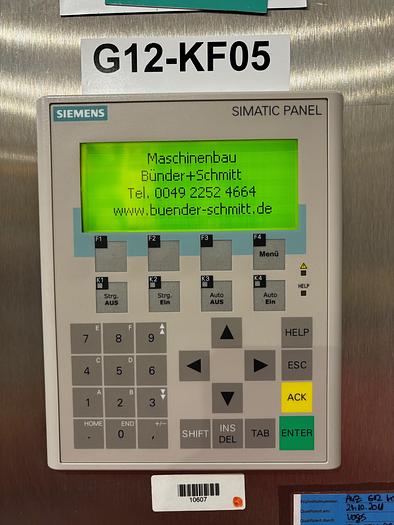 G12-KF05
SIEMENS
SIMATIC PANEL
Maschinenbau
Bünder+Schmitt
Tel. 0049 2252 4664
www.buender-schmitt.de
F1 F2 F3 F4
Menü
K1 K2 K3 K4
Strg. AUS
Strg. Ein
Auto AUS
Auto Ein
HELP
7 E 8 F 9
HELP
4 C 5 D 6
ESC
1 A 2 B 3
ACK
HOME . END 0 +/-
SHIFT
INS DEL
TAB
ENTER
10607